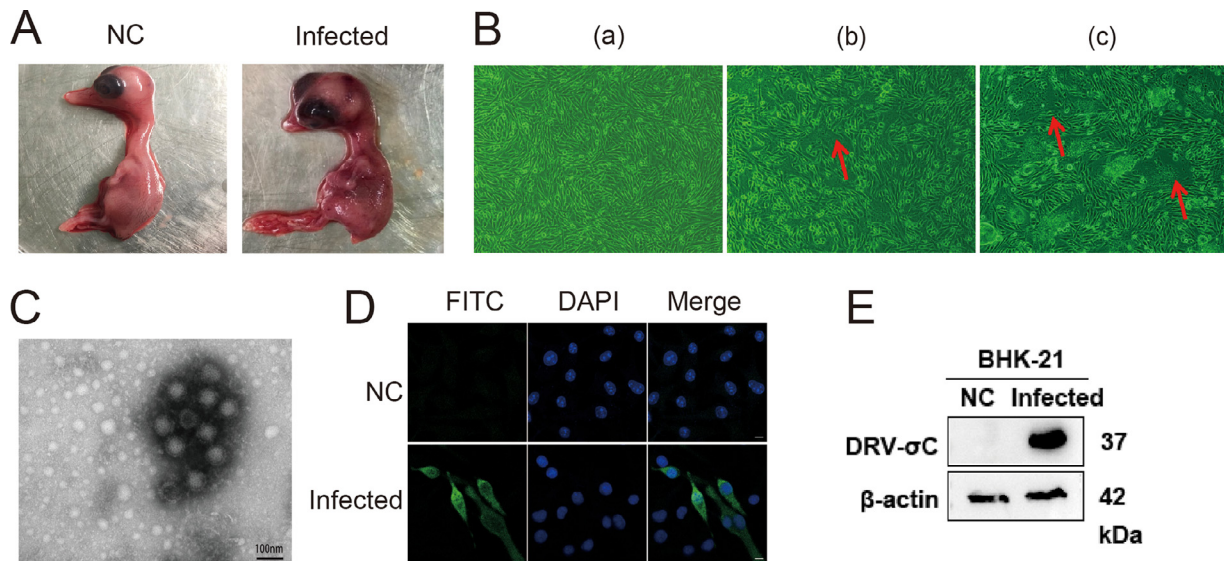 A
NC
Infected
B
(a)
(b)
(c)
C
100nm
D
FITC
DAPI
Merge
NC
Infected
E
BHK-21
NC Infected
DRV-σC
37
β-actin
42
kDa